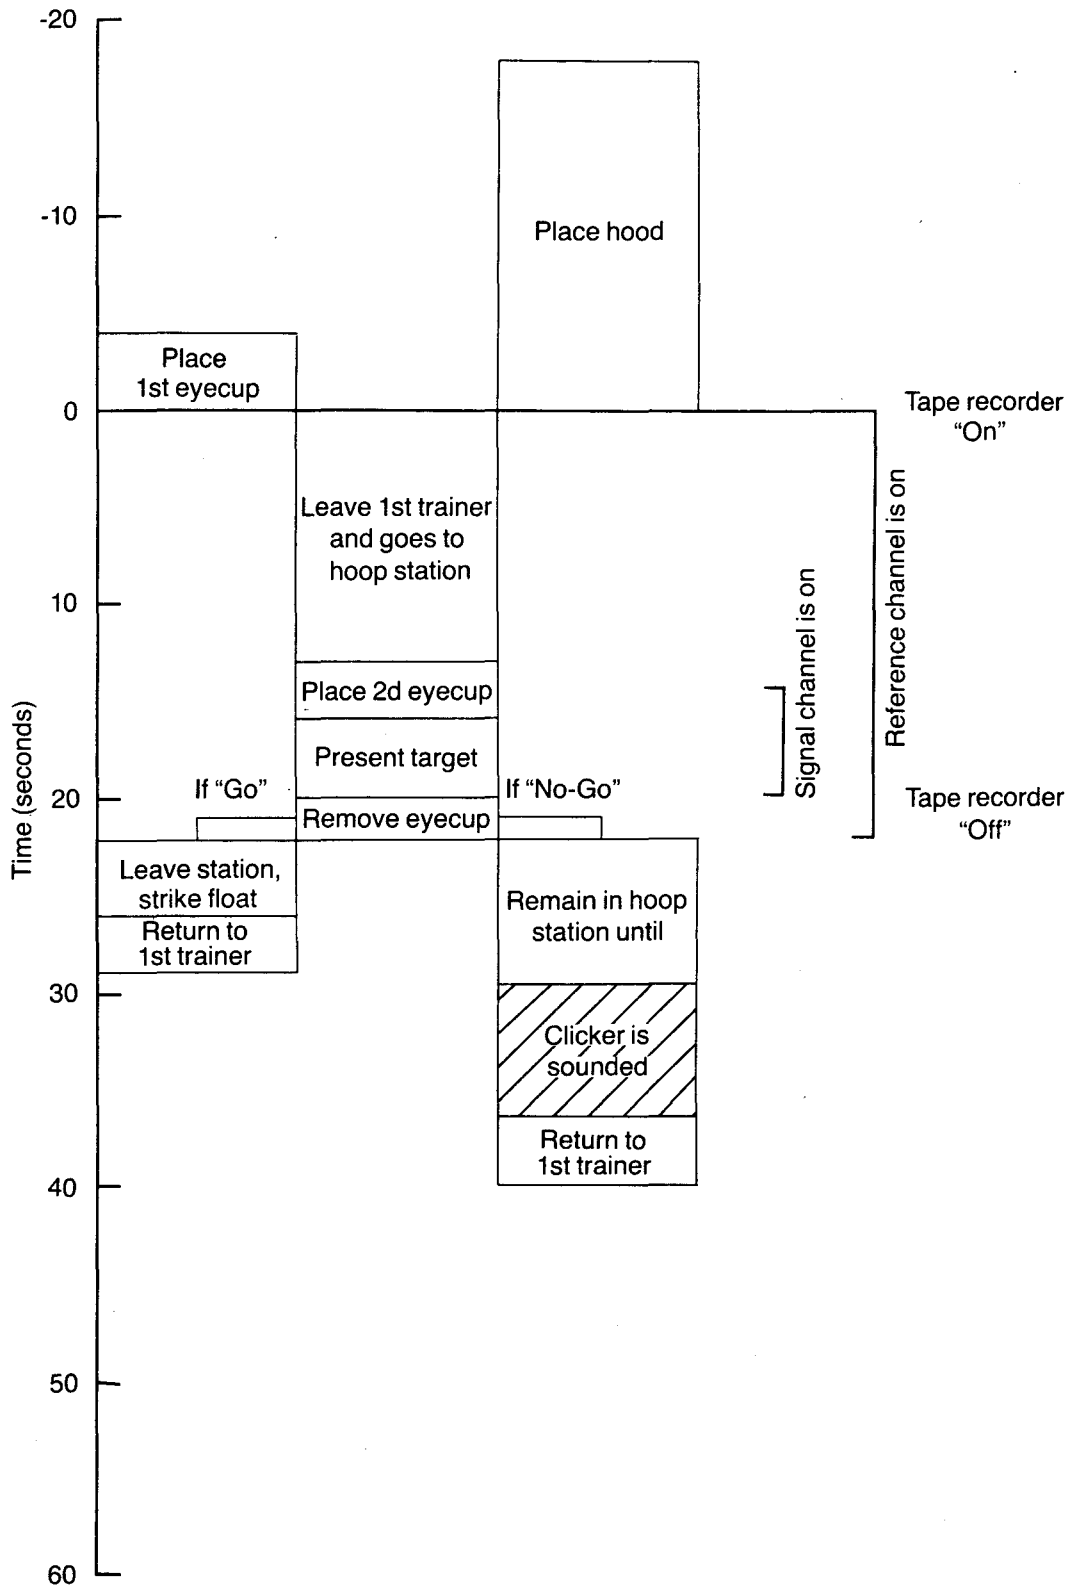 -20
-10
Place hood
Place
1st eyecup
0
Tape recorder
“On”
Leave 1st trainer
and goes to
hoop station
10
Reference channel is on
Signal channel is on
Place 2d eyecup
Present target
Time (seconds)
20
If “Go”
If “No-Go”
Tape recorder
“Off”
Remove eyecup
Leave station,
strike float
Return to
1st trainer
Remain in hoop
station until
30
Clicker is
sounded
Return to
1st trainer
40
50
60